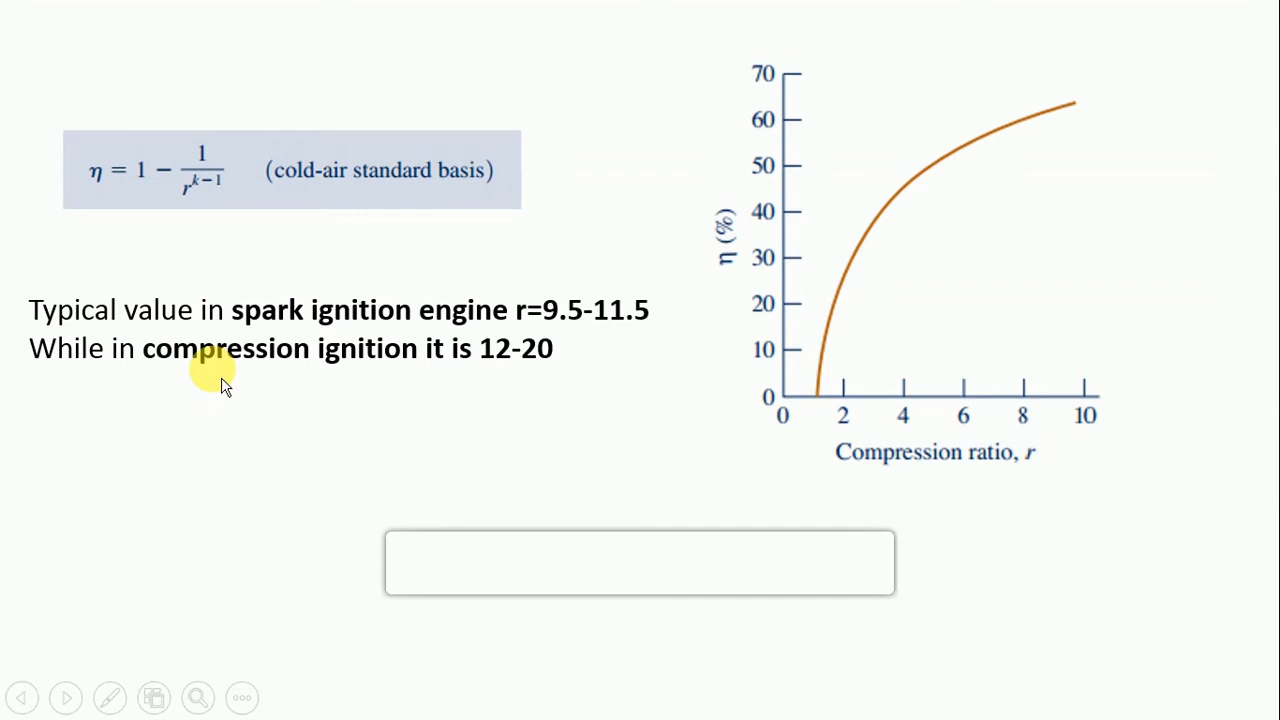 η = 1 − 1/r^(k−1) (cold-air standard basis)
Typical value in spark ignition engine r=9.5-11.5
While in compression ignition it is 12-20
70
60
50
40
30
20
10
0
η (%)
0 2 4 6 8 10
Compression ratio, r